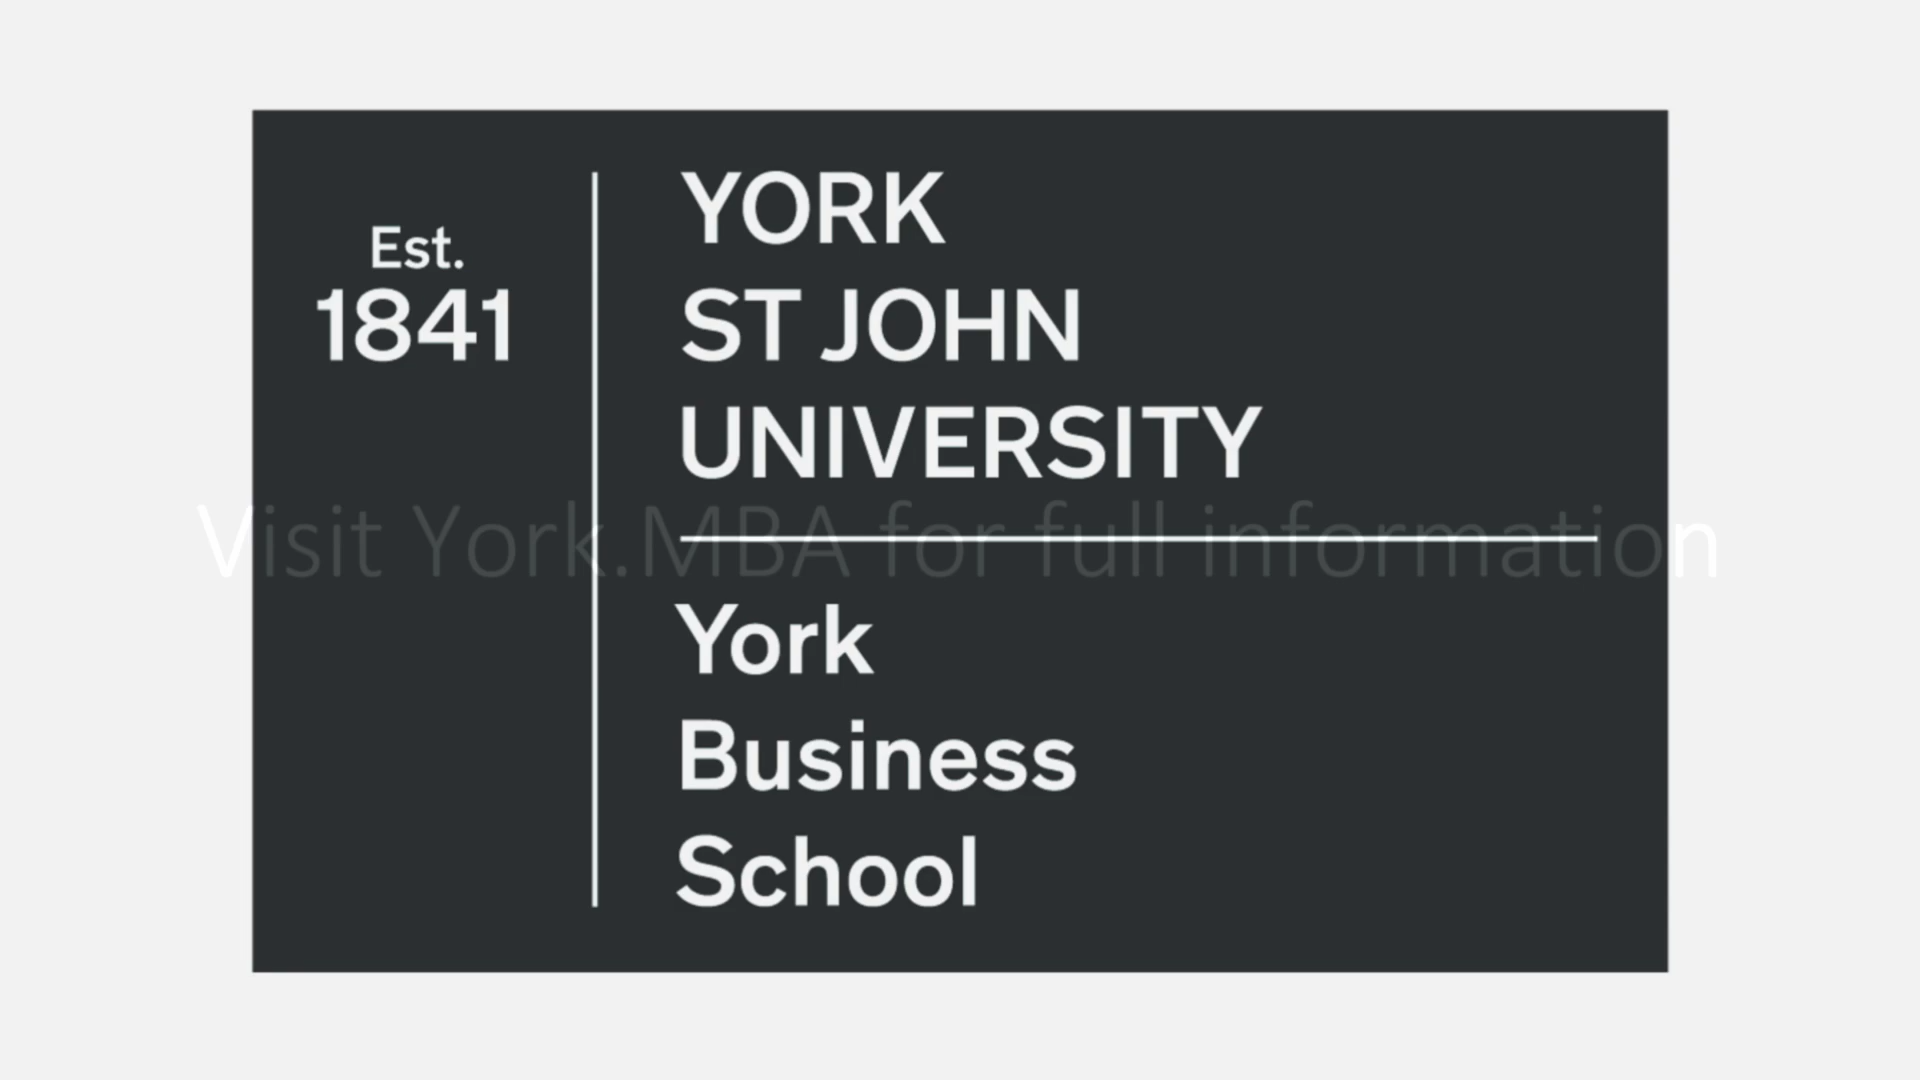 Est.
1841
YORK
ST JOHN
UNIVERSITY
Visit York.MBA for full information
York
Business
School